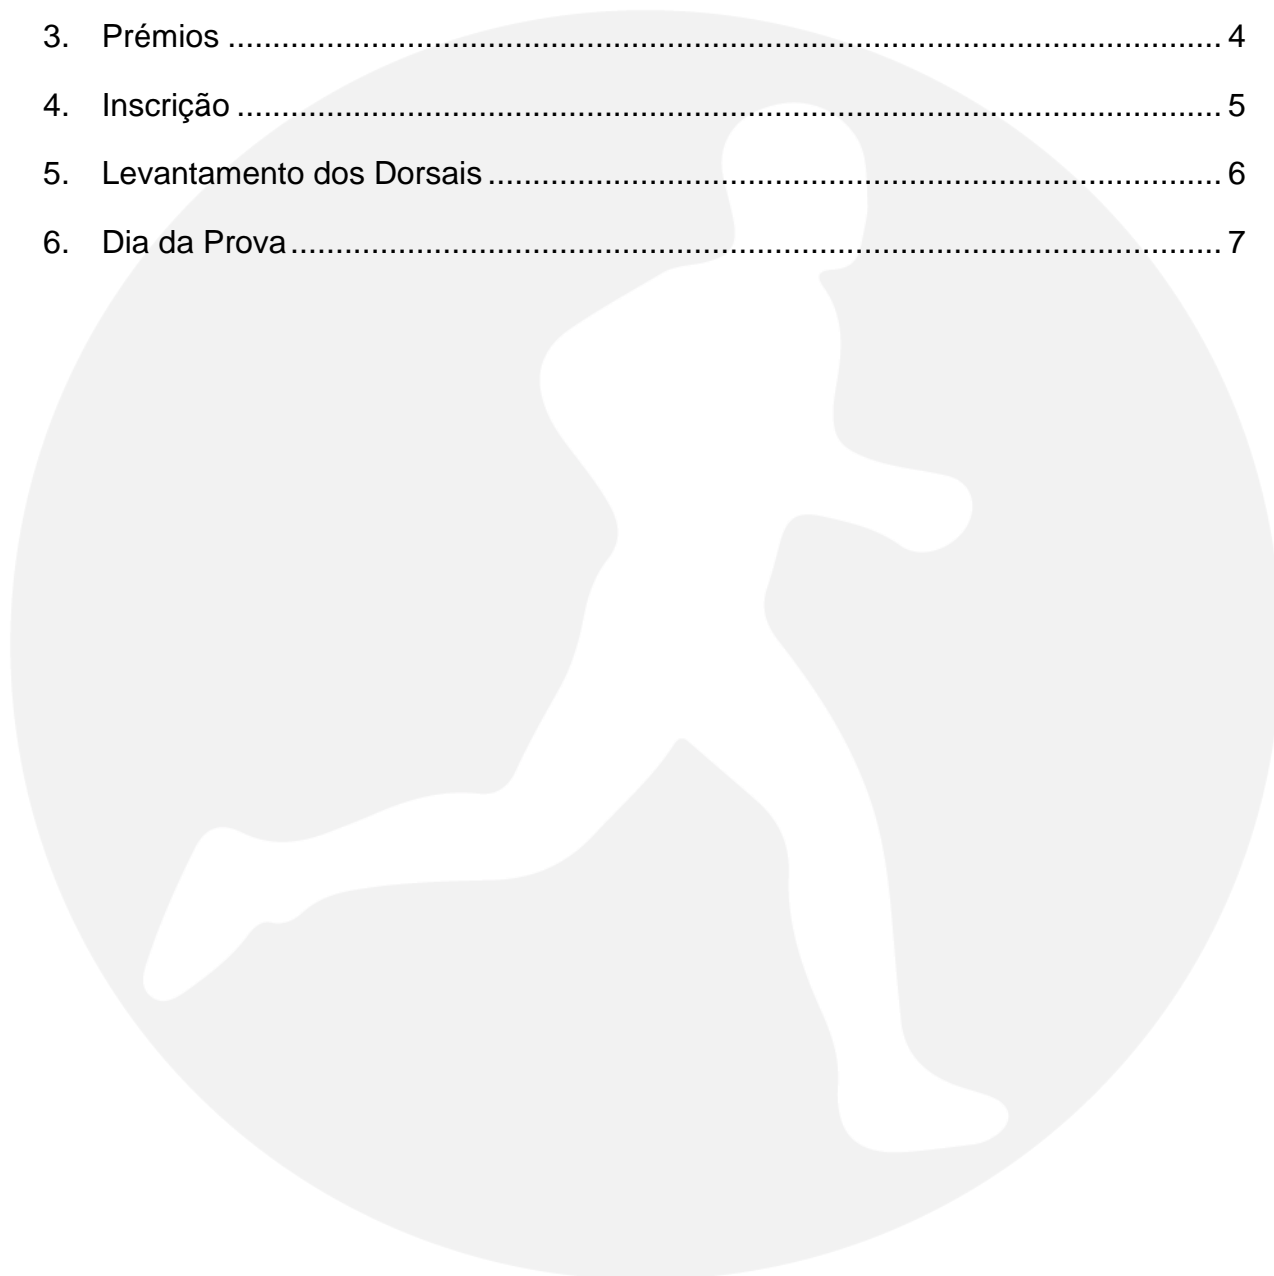 3. Prémios ........................................................................................................... 4
4. Inscrição .......................................................................................................... 5
5. Levantamento dos Dorsais ............................................................................... 6
6. Dia da Prova .................................................................................................... 7